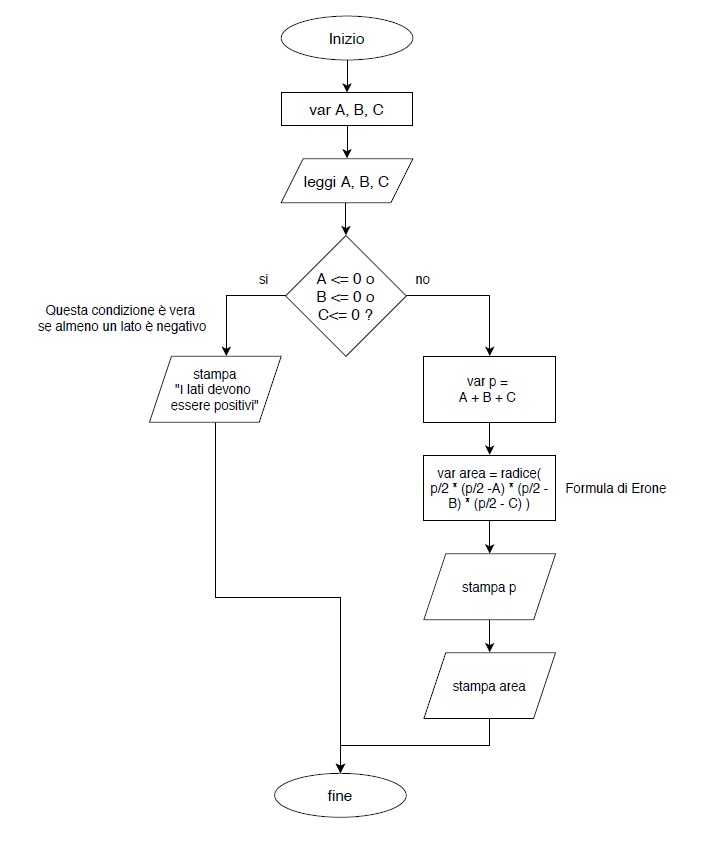 Inizio
var A, B, C
leggi A, B, C
A <= 0 o
B <= 0 o
C<= 0 ?
si
no
Questa condizione è vera
se almeno un lato è negativo
stampa
"I lati devono
essere positivi"
var p =
A + B + C
var area = radice(
p/2 * (p/2 -A) * (p/2 -
B) * (p/2 - C) )
Formula di Erone
stampa p
stampa area
fine